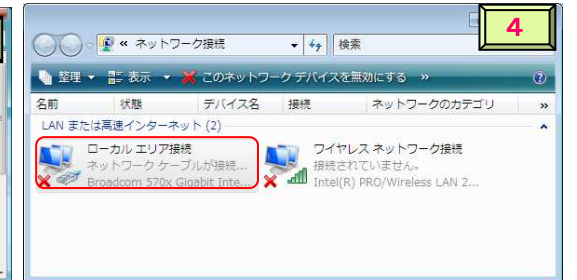 4
« ネットワーク接続
検索
整理 表示 このネットワーク デバイスを無効にする »
名前 状態 デバイス名 接続 ネットワークのカテゴリ »
LAN または高速インターネット (2)
ローカル エリア接続
ネットワーク ケーブルが接続...
Broadcom 570x Gigabit Inte...
ワイヤレス ネットワーク接続
接続されていません。
Intel(R) PRO/Wireless LAN 2...